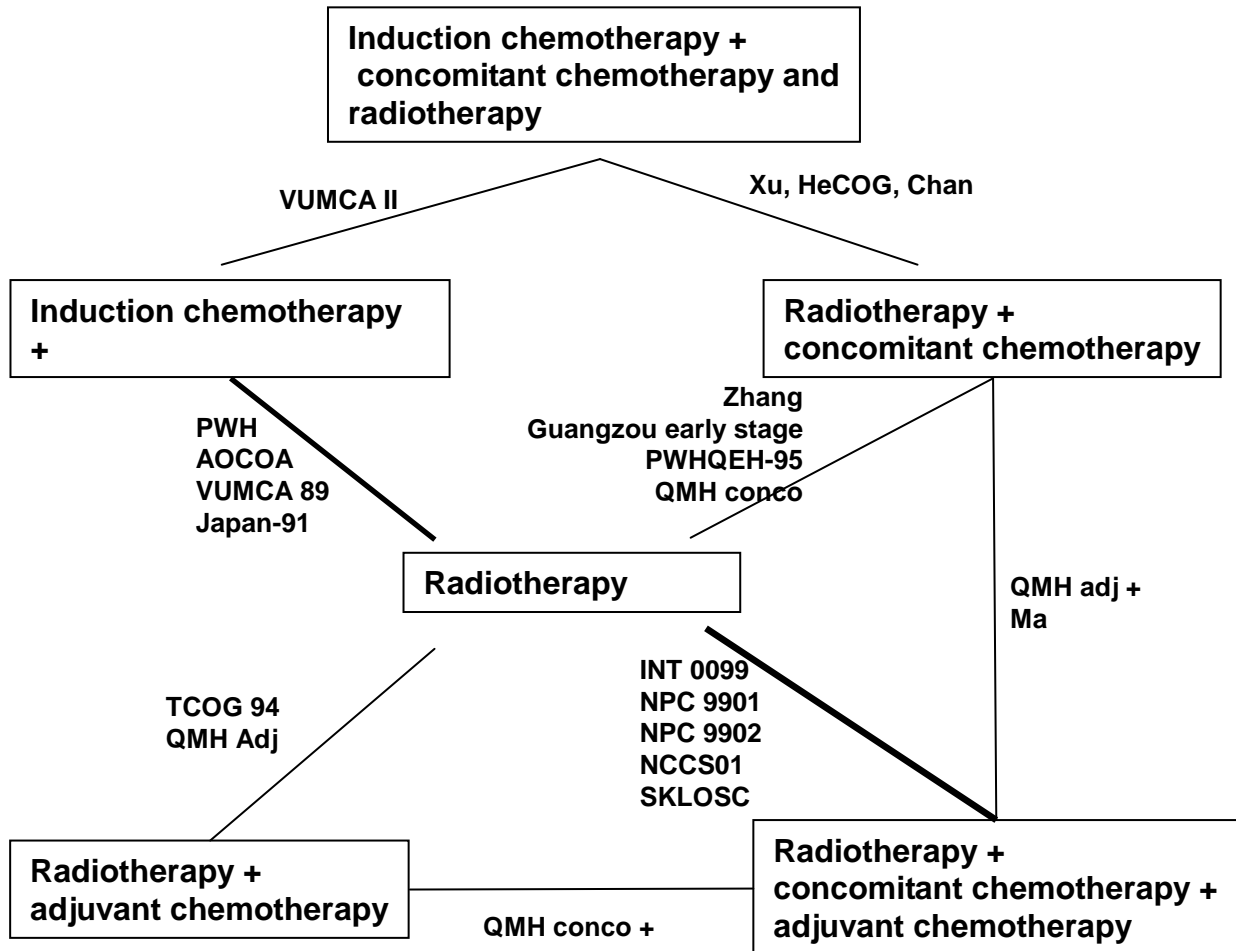 Induction chemotherapy +
concomitant chemotherapy and
radiotherapy
VUMCA II
Xu, HeCOG, Chan
Induction chemotherapy
+
Radiotherapy +
concomitant chemotherapy
PWH
AOCOA
VUMCA 89
Japan-91
Zhang
Guangzou early stage
PWHQEH-95
QMH conco
Radiotherapy
QMH adj +
Ma
TCOG 94
QMH Adj
INT 0099
NPC 9901
NPC 9902
NCCS01
SKLOSC
Radiotherapy +
adjuvant chemotherapy
QMH conco +
Radiotherapy +
concomitant chemotherapy +
adjuvant chemotherapy